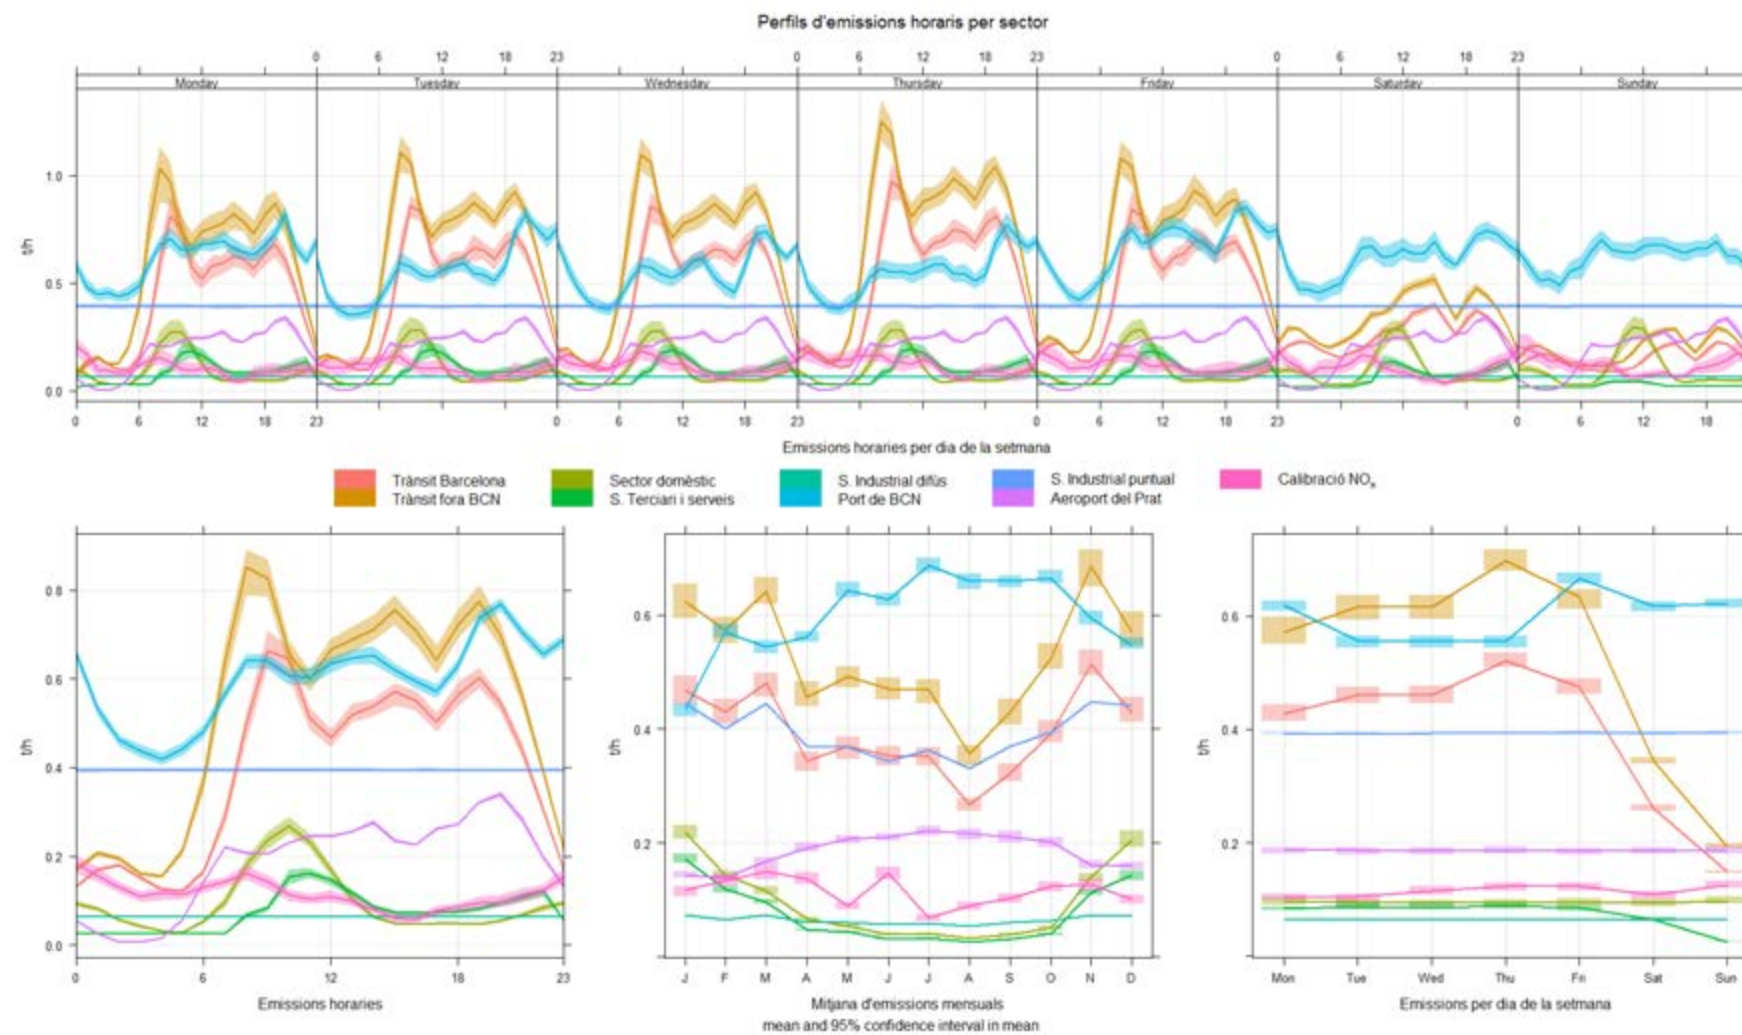 Perfils d'emissions horaris per sector
0 6 12 18 23 0 6 12 18 23 0 6 12 18 23
Monday Tuesday Wednesday Thursday Friday Saturday Sunday
1.0
0.5
0.0
t/h
0 6 12 18 23 0 6 12 18 23 0 6 12 18 23 0 6 12 18
Emissions horaries per dia de la setmana
Trànsit Barcelona Sector domèstic S. Industrial difús S. Industrial puntual Calibració NOx
Trànsit fora BCN S. Terciari i serveis Port de BCN Aeroport del Prat
0.8
0.6
0.4
0.2
0.0
t/h
0 6 12 18 23
Emissions horaries
0.6
0.4
0.2
t/h
J F M A M J J A S O N D
Mitjana d'emissions mensuals
mean and 95% confidence interval in mean
0.6
0.4
0.2
t/h
Mon Tue Wed Thu Fri Sat Sun
Emissions per dia de la setmana